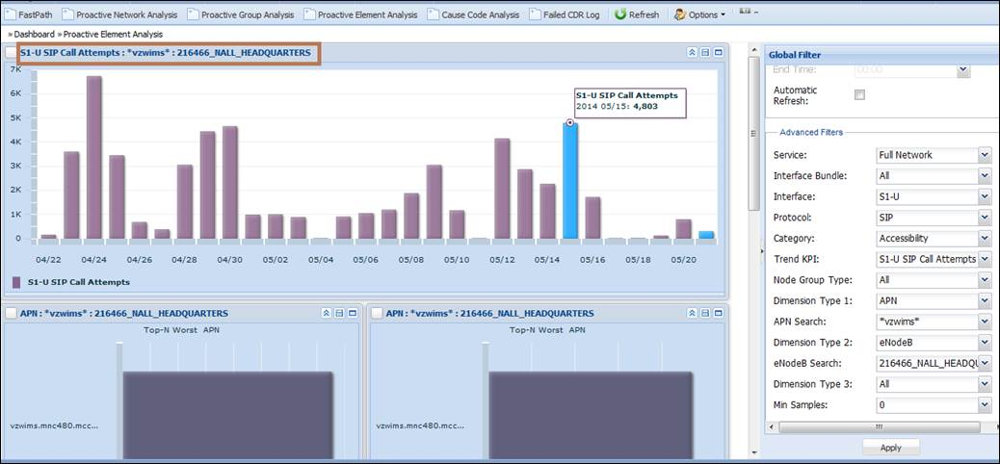 FastPath Proactive Network Analysis Proactive Group Analysis Proactive Element Analysis Cause Code Analysis Failed CDR Log Refresh Options
» Dashboard » Proactive Element Analysis
S1-U SIP Call Attempts : *vzwims* : 216466_NALL_HEADQUARTERS
7K
6K
5K
4K
3K
2K
1K
0
S1-U SIP Call Attempts
2014 05/15: 4,803
04/22 04/24 04/26 04/28 04/30 05/02 05/04 05/06 05/08 05/10 05/12 05/14 05/16 05/18 05/20
S1-U SIP Call Attempts
APN : *vzwims* : 216466_NALL_HEADQUARTERS
Top-N Worst APN
vzwims.mnc480.mcc...
APN : *vzwims* : 216466_NALL_HEADQUARTERS
Top-N Worst APN
vzwims.mnc480.mcc...
Global Filter
End Time: 00:00
Automatic
Refresh:
Advanced Filters
Service: Full Network
Interface Bundle: All
Interface: S1-U
Protocol: SIP
Category: Accessibility
Trend KPI: S1-U SIP Call Attempts
Node Group Type: All
Dimension Type 1: APN
APN Search: *vzwims*
Dimension Type 2: eNodeB
eNodeB Search: 216466_NALL_HEADQU
Dimension Type 3: All
Min Samples: 0
Apply